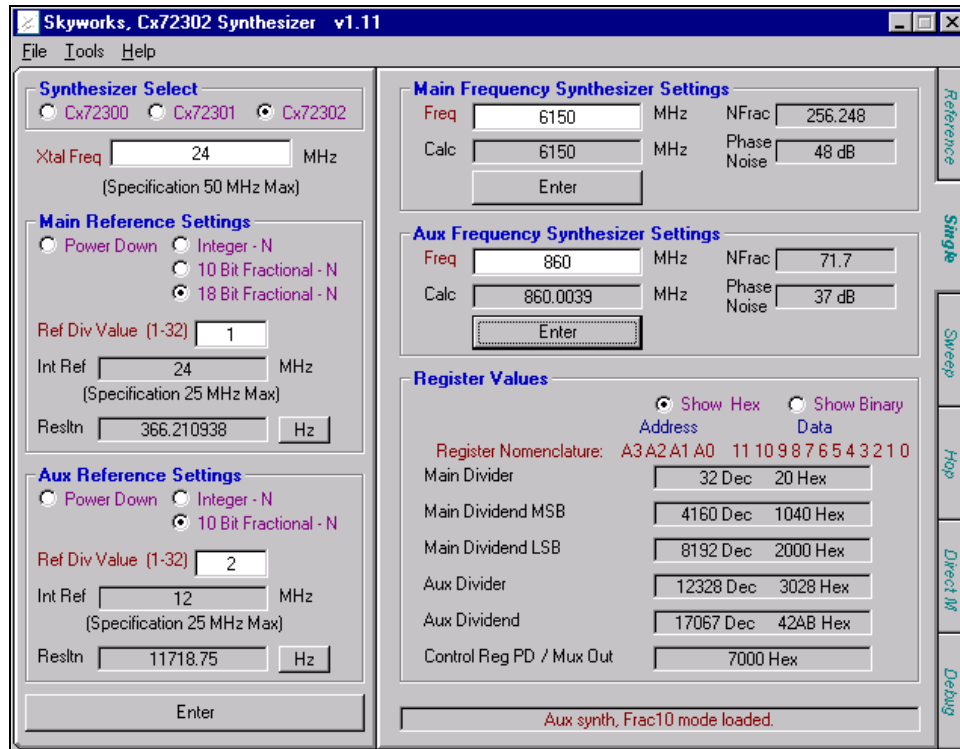 Skyworks, Cx72302 Synthesizer v1.11
File Tools Help
Synthesizer Select
Cx72300 Cx72301 Cx72302
Xtal Freq 24 MHz
(Specification 50 MHz Max)
Main Reference Settings
Power Down Integer - N
10 Bit Fractional - N
18 Bit Fractional - N
Ref Div Value (1-32) 1
Int Ref 24 MHz
(Specification 25 MHz Max)
Resltn 366.210938 Hz
Aux Reference Settings
Power Down Integer - N
10 Bit Fractional - N
Ref Div Value (1-32) 2
Int Ref 12 MHz
(Specification 25 MHz Max)
Resltn 11718.75 Hz
Enter
Main Frequency Synthesizer Settings
Freq 6150 MHz NFrac 256.248
Calc 6150 MHz Phase Noise 48 dB
Enter
Aux Frequency Synthesizer Settings
Freq 860 MHz NFrac 71.7
Calc 860.0039 MHz Phase Noise 37 dB
Enter
Register Values
Show Hex Show Binary
Address Data
Register Nomenclature: A3 A2 A1 A0 11 10 9 8 7 6 5 4 3 2 1 0
Main Divider 32 Dec 20 Hex
Main Dividend MSB 4160 Dec 1040 Hex
Main Dividend LSB 8192 Dec 2000 Hex
Aux Divider 12328 Dec 3028 Hex
Aux Dividend 17067 Dec 42AB Hex
Control Reg PD / Mux Out 7000 Hex
Aux synth, Frac10 mode loaded.
Reference
Single
Sweep
Hop
Direct M
Debug